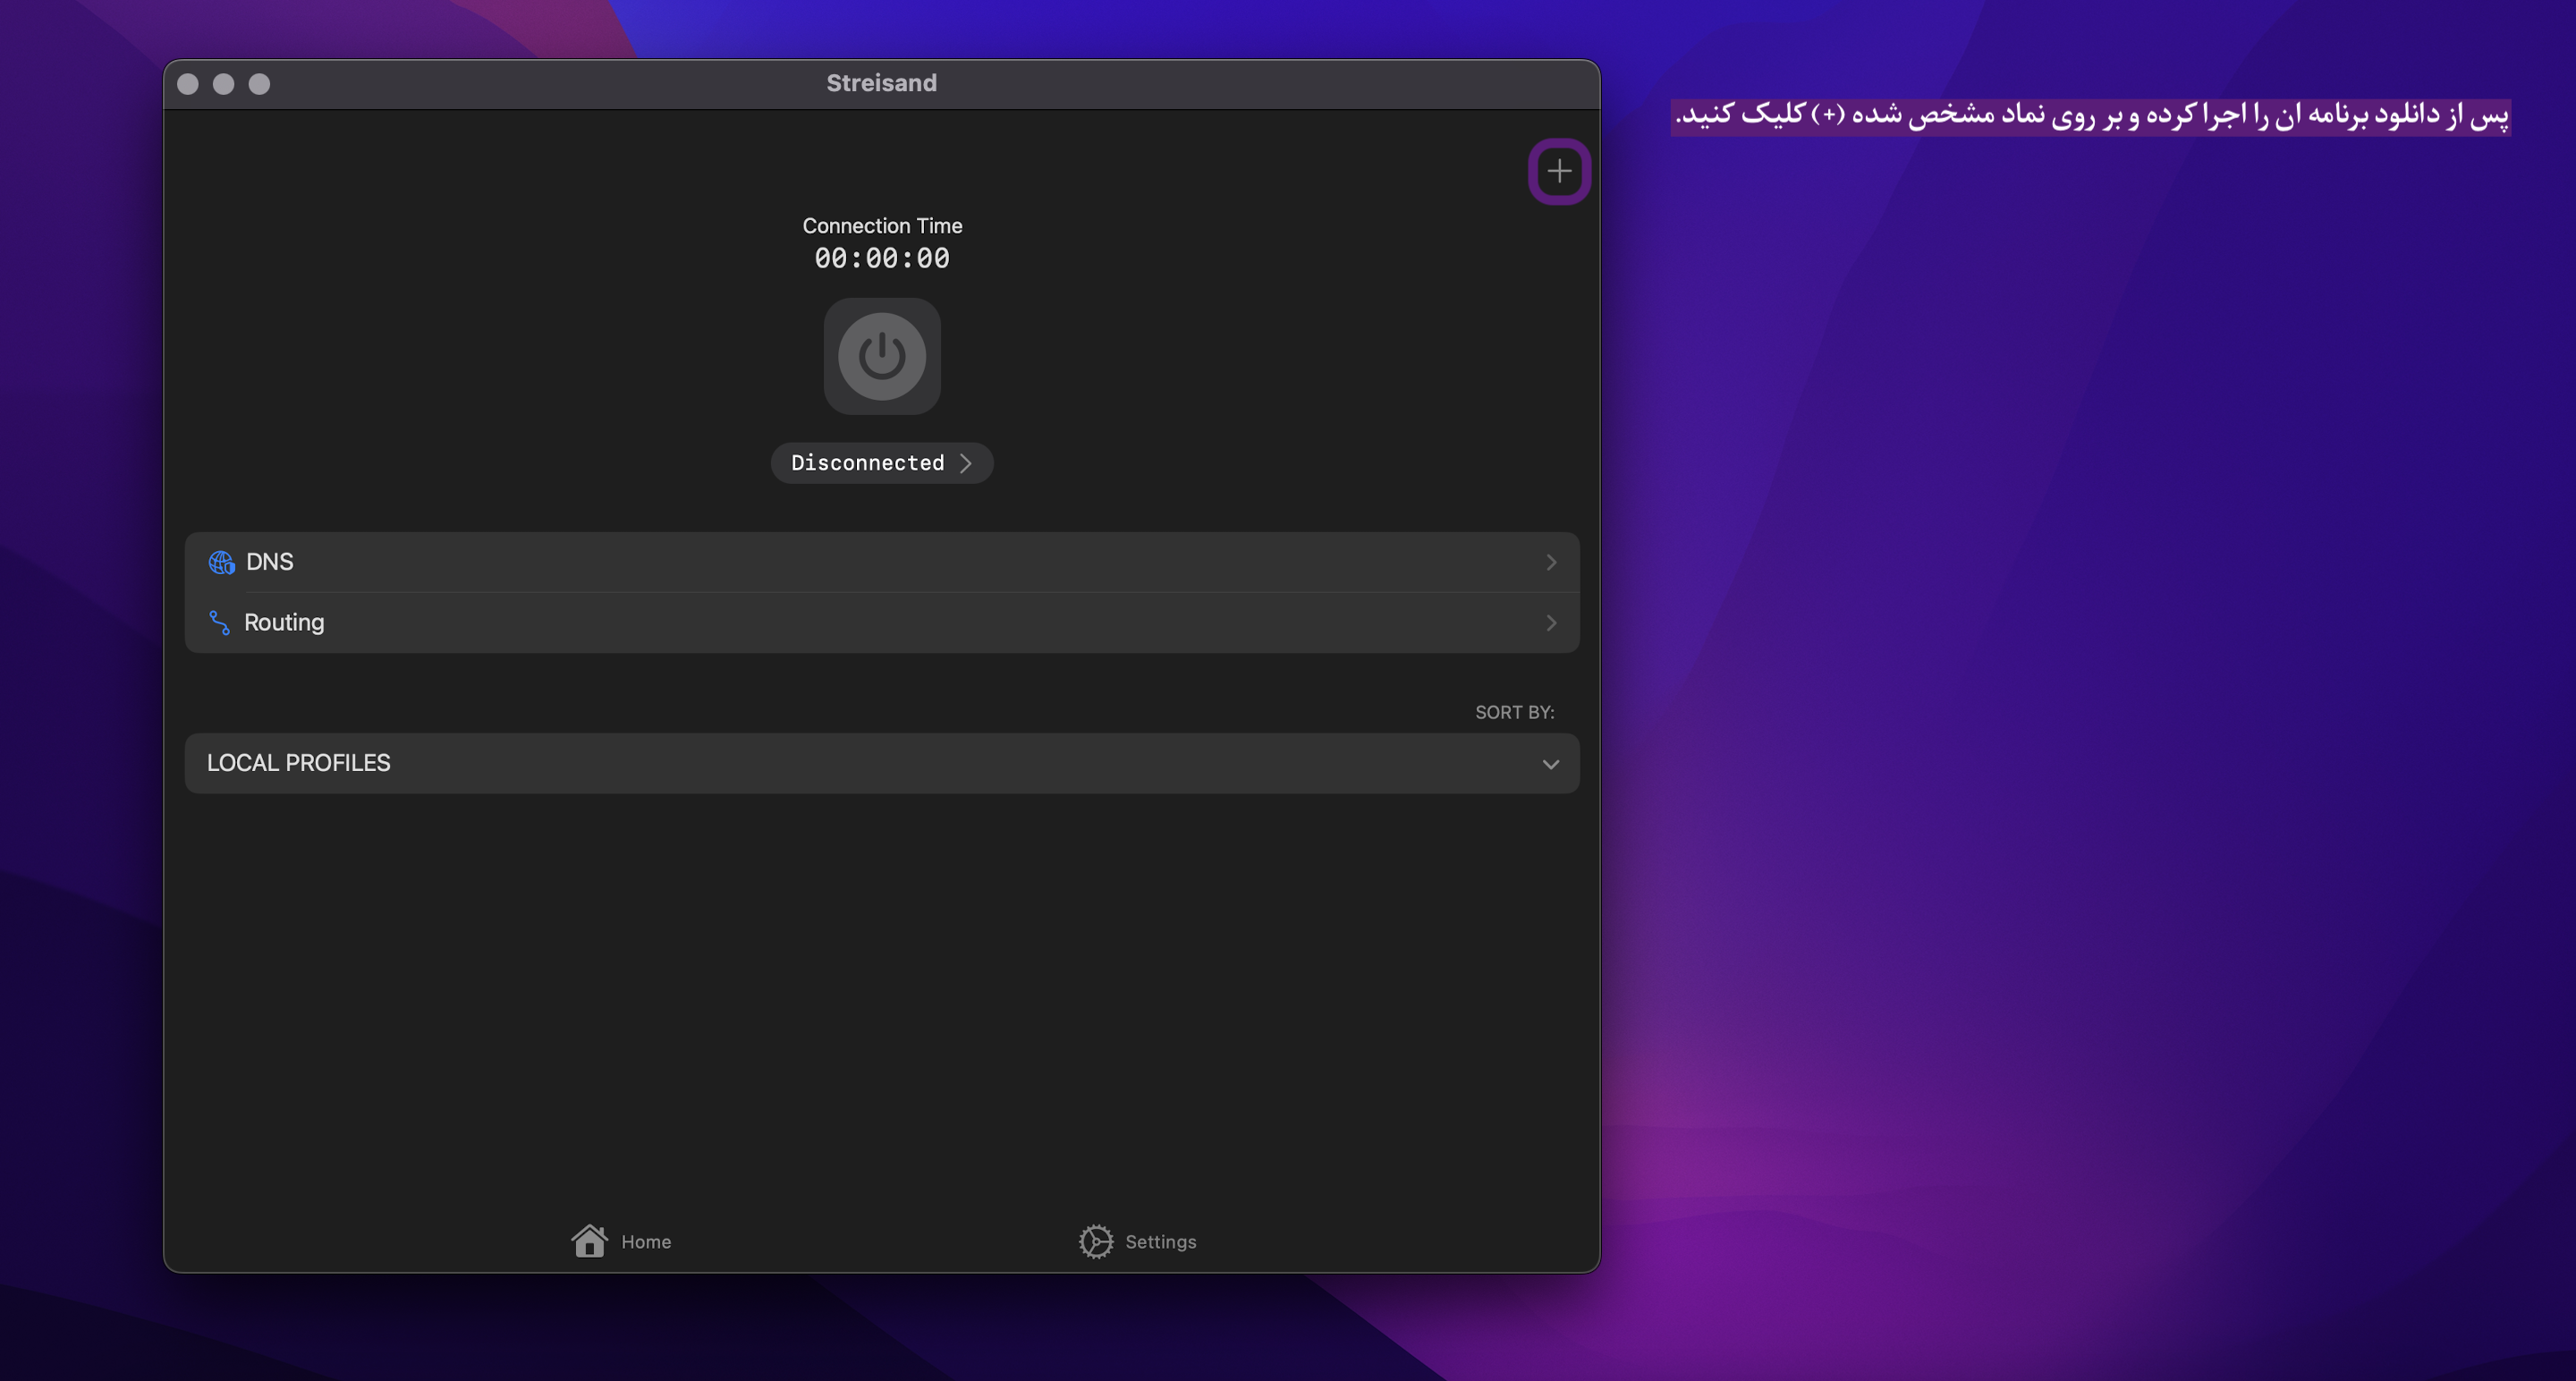 Streisand
پس از دانلود برنامه ان را اجرا کرده و بر روی نماد مشخص شده (+) کلیک کنید.
Connection Time
00:00:00
Disconnected
DNS
Routing
SORT BY:
LOCAL PROFILES
Home
Settings